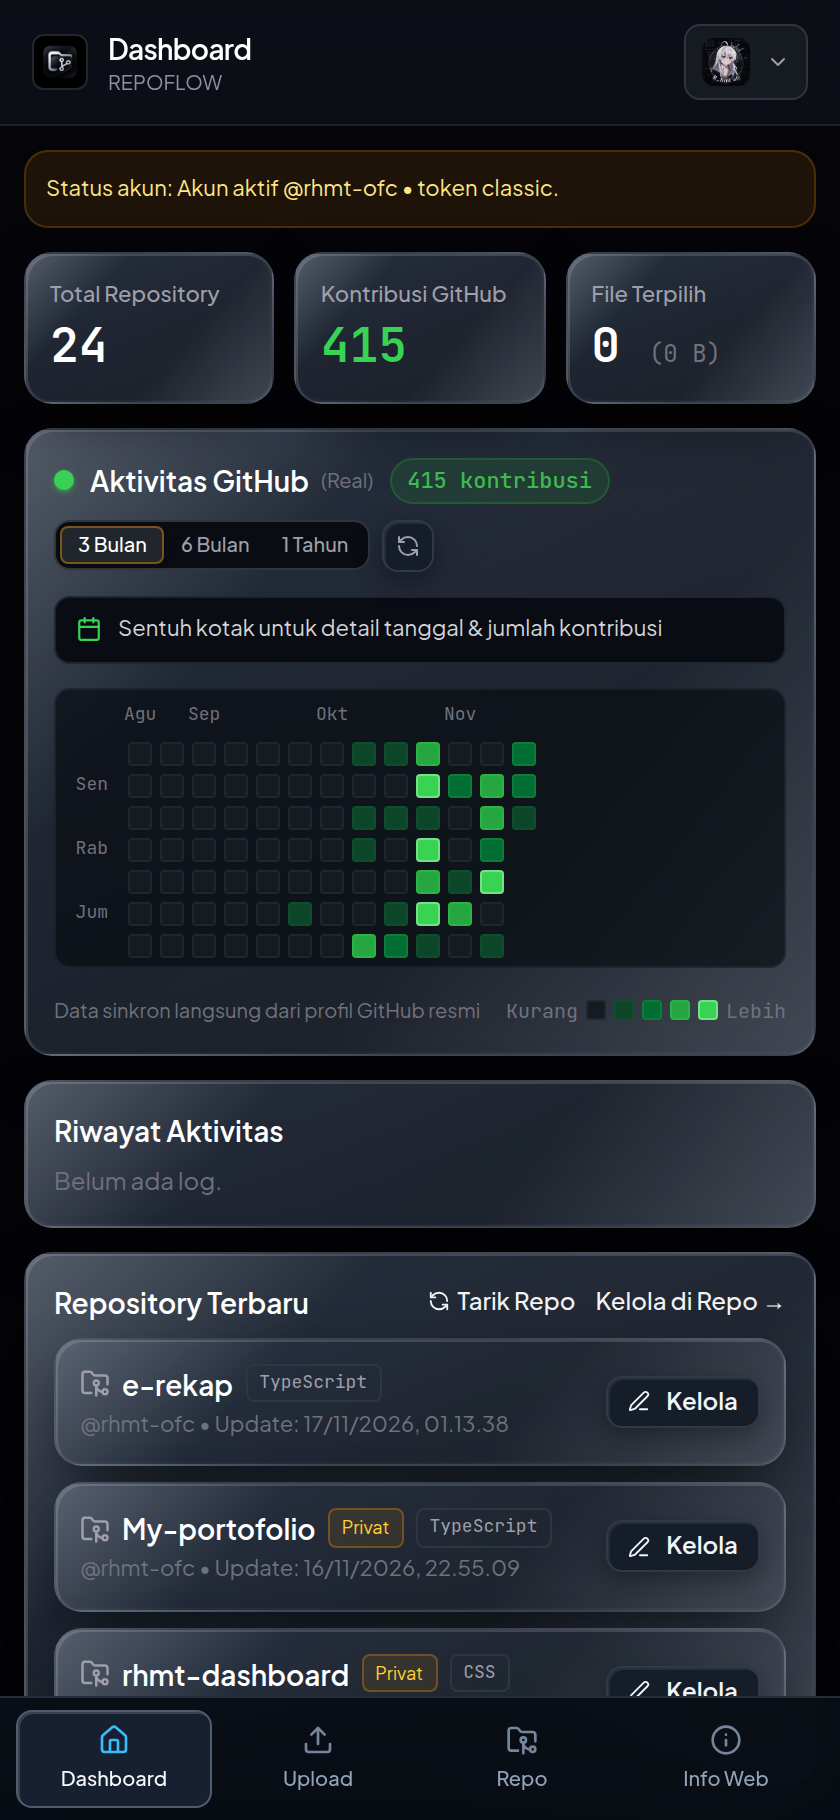 Dashboard
REPOFLOW
Status akun: Akun aktif @rhmt-ofc • token classic.
Total Repository
24
Kontribusi GitHub
415
File Terpilih
0 (0 B)
Aktivitas GitHub (Real) 415 kontribusi
3 Bulan 6 Bulan 1 Tahun
Sentuh kotak untuk detail tanggal & jumlah kontribusi
Agu Sep Okt Nov
Sen
Rab
Jum
Data sinkron langsung dari profil GitHub resmi Kurang Lebih
Riwayat Aktivitas
Belum ada log.
Repository Terbaru Tarik Repo Kelola di Repo →
e-rekap TypeScript
@rhmt-ofc • Update: 17/11/2026, 01.13.38
Kelola
My-portofolio Privat TypeScript
@rhmt-ofc • Update: 16/11/2026, 22.55.09
Kelola
rhmt-dashboard Privat CSS
Kelola
Dashboard Upload Repo Info Web